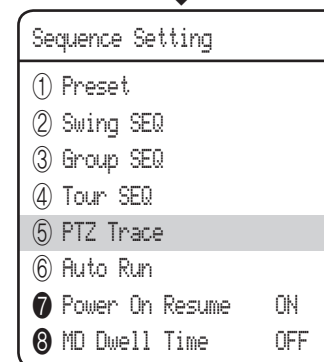 Sequence Setting
① Preset
② Swing SEQ
③ Group SEQ
④ Tour SEQ
⑤ PTZ Trace
⑥ Auto Run
❼ Power On Resume ON
❽ MD Dwell Time OFF